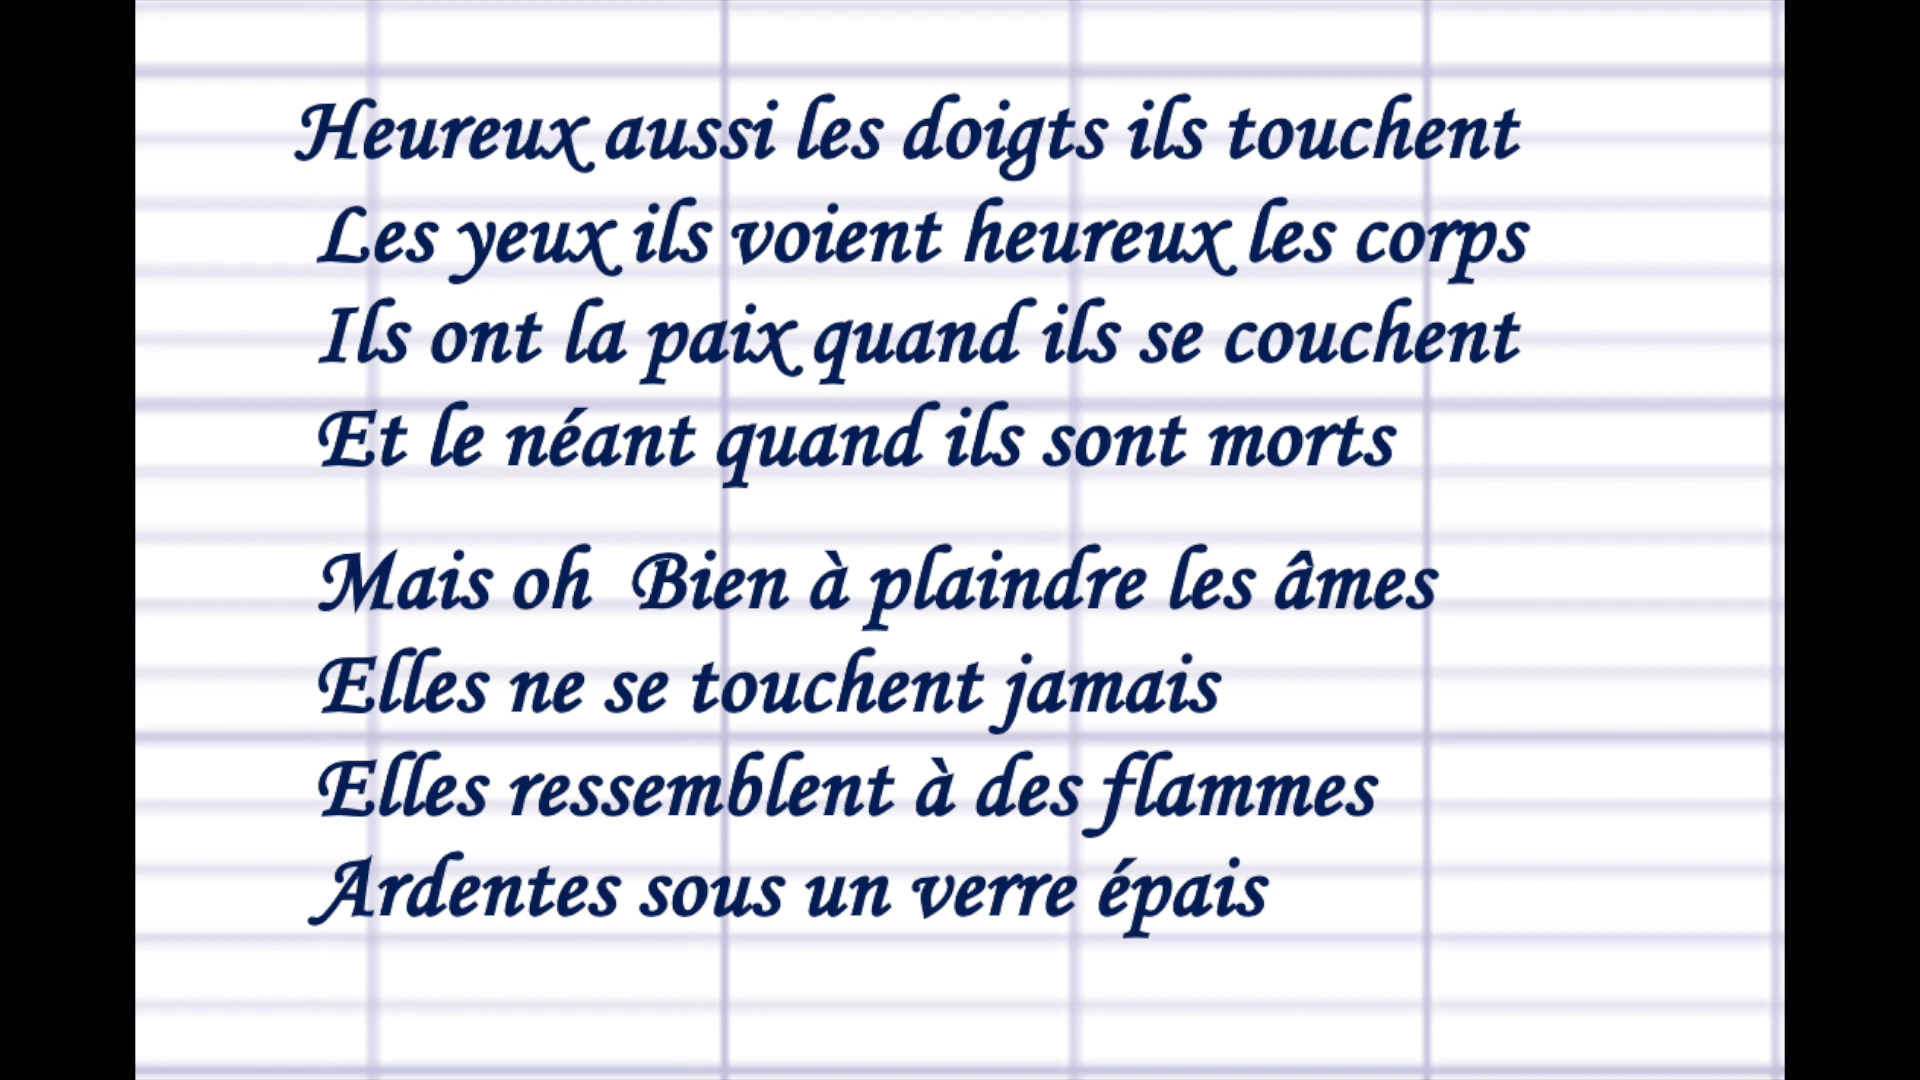 Heureux aussi les doigts ils touchent
Les yeux ils voient heureux les corps
Ils ont la paix quand ils se couchent
Et le néant quand ils sont morts
Mais oh Bien à plaindre les âmes
Elles ne se touchent jamais
Elles ressemblent à des flammes
Ardentes sous un verre épais